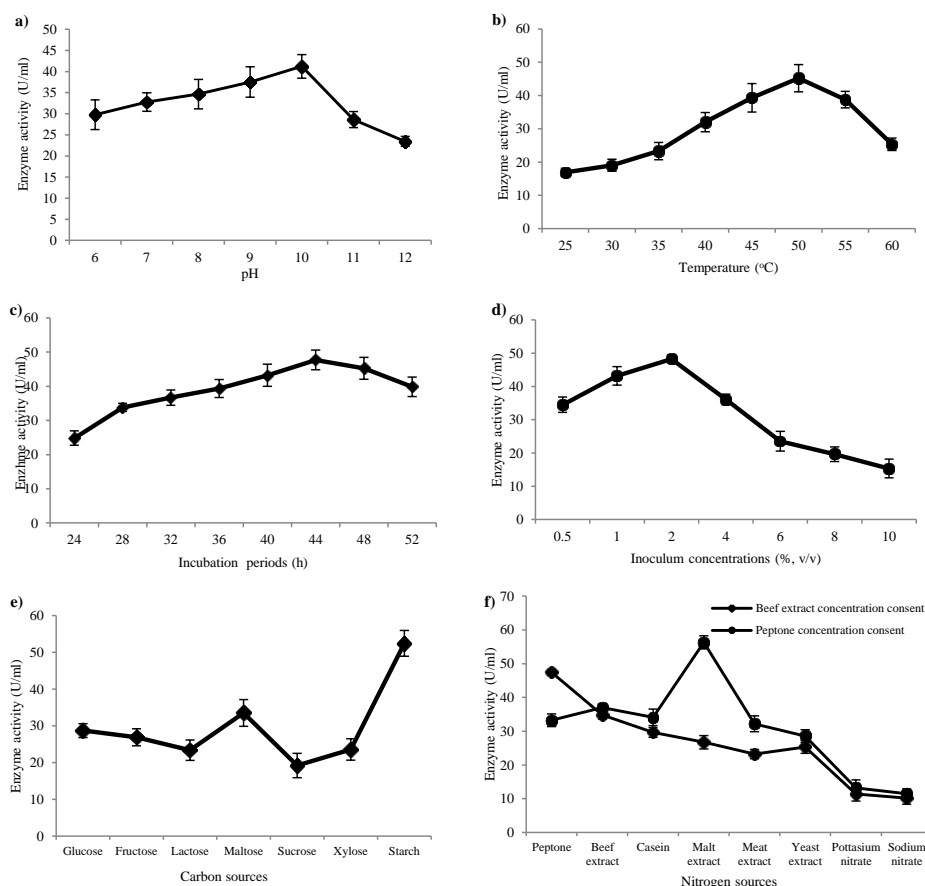 a)
50
45
40
35
30
25
20
15
10
5
0
Enzyme activity (U/ml)
6 7 8 9 10 11 12
pH
b)
60
50
40
30
20
10
0
Enzyme activity (U/ml)
25 30 35 40 45 50 55 60
Temperature (°C)
c)
60
50
40
30
20
10
0
Enzhme activity (U/ml)
24 28 32 36 40 44 48 52
Incubation periods (h)
d)
60
50
40
30
20
10
0
Enzyme activity (U/ml)
0.5 1 2 4 6 8 10
Inoculum concentrations (%, v/v)
e)
60
50
40
30
20
10
0
Enzyme activity (U/ml)
Glucose Fructose Lactose Maltose Sucrose Xylose Starch
Carbon sources
f)
70
60
50
40
30
20
10
0
Enzyme activity (U/ml)
Beef extract concentration consent
Peptone concentration consent
Peptone Beef extract Casein Malt extract Meat extract Yeast extract Pottasium nitrate Sodium nitrate
Nitrogen sources